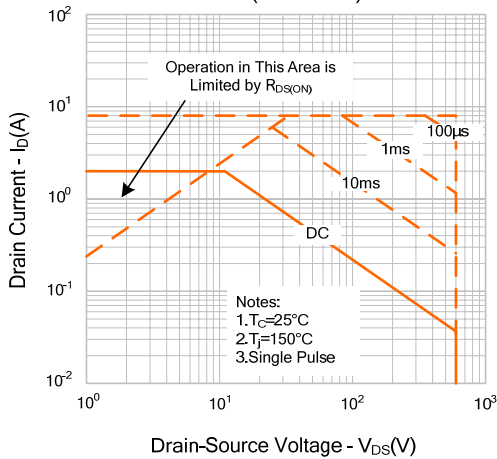 10²
Operation in This Area is
Limited by R_DS(ON)
10¹
100µs
1ms
10ms
10⁰
DC
10⁻¹
Notes:
1.T_C=25°C
2.T_j=150°C
3.Single Pulse
10⁻²
10⁰
10¹
10²
10³
Drain Current - I_D(A)
Drain-Source Voltage - V_DS(V)